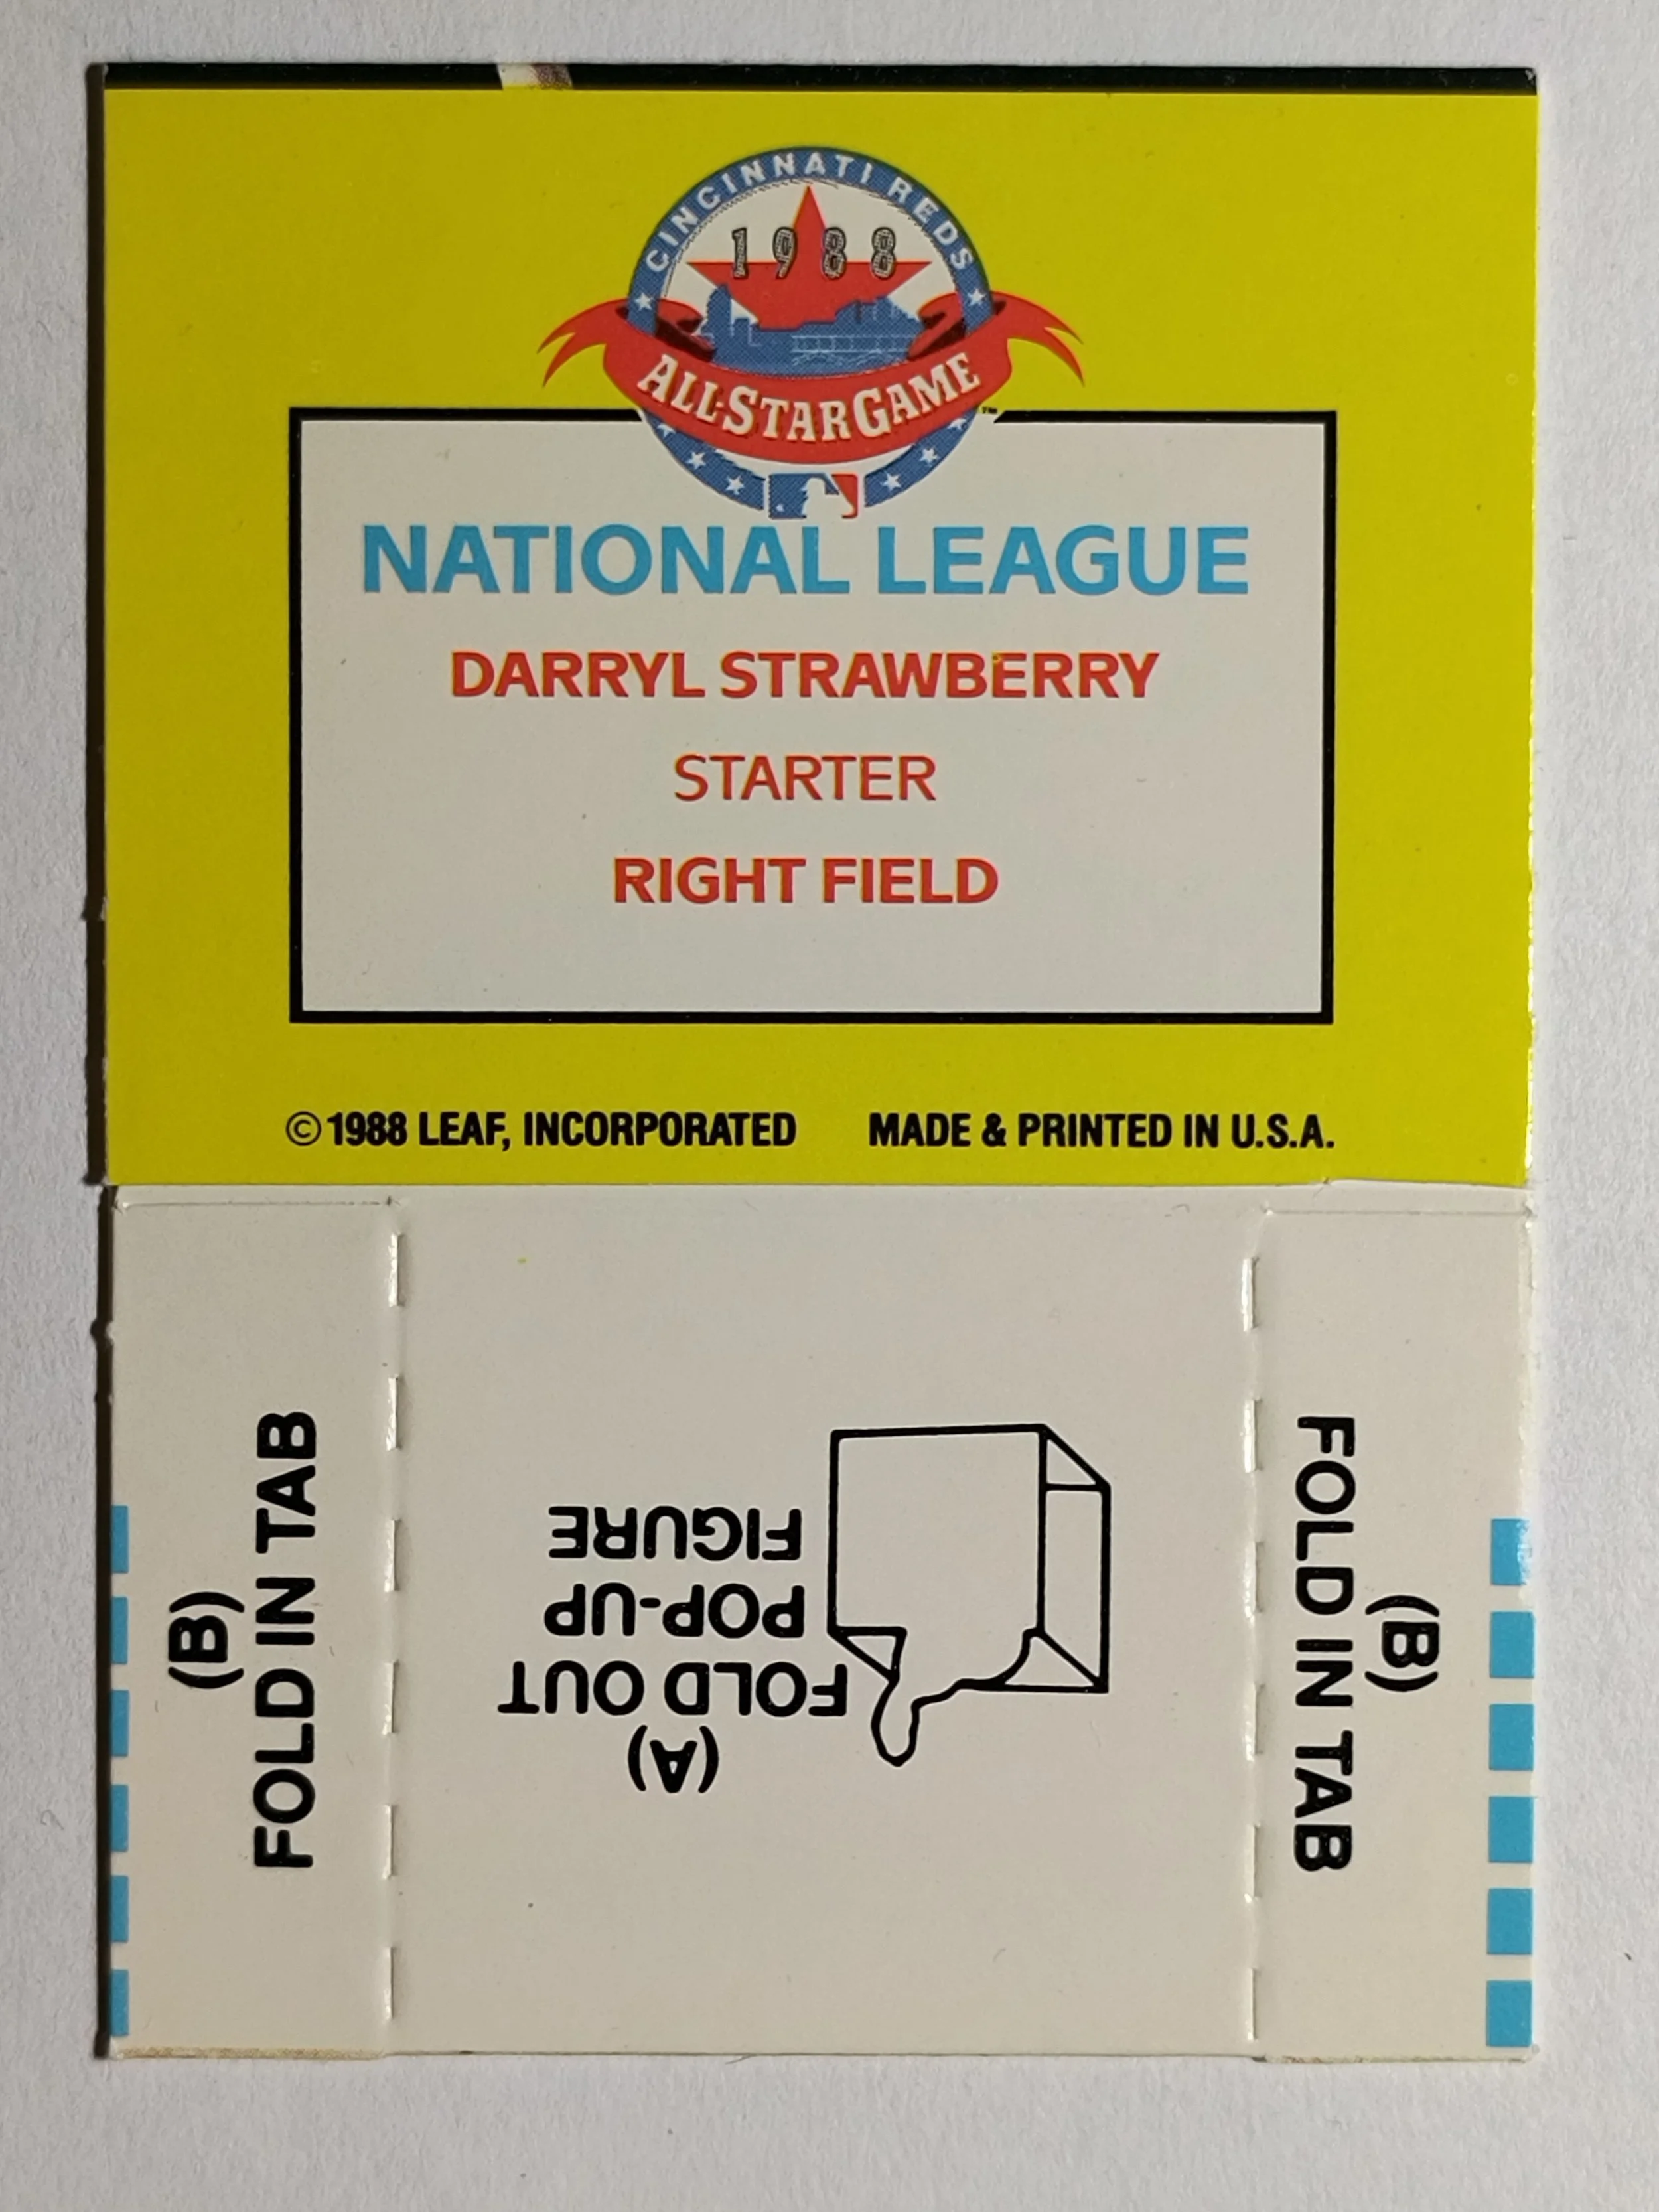 CINCINNATI REDS
1988
ALL-STAR GAME
™
NATIONAL LEAGUE
DARRYL STRAWBERRY
STARTER
RIGHT FIELD
© 1988 LEAF, INCORPORATED MADE & PRINTED IN U.S.A.
(B)
FOLD IN TAB
(A)
FOLD OUT
POP-UP
FIGURE
(B)
FOLD IN TAB